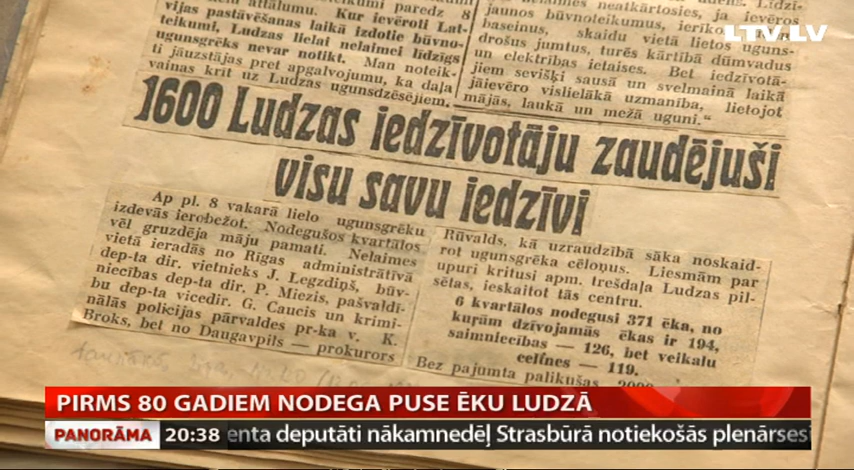 LTV.LV
paredz 8
vijas pastāvēšanas laikā izdotie būvno-
teikumi, Ludzas lielai nelaimei līdzīgs
ugunsgrēks nevar notikt. Man noteik-
ti jāuzstājas pret apgalvojumu, ka daļa
vainas krīt uz Ludzas ugunsdzēsējiem.
neatkārtosies, ja ievēros
jaunos būvnoteikumus, ierīkos
baseinus, skaidu vietā lietos uguns-
drošus jumtus, turēs kārtībā dūmvadus
un elektrības ietaises. Bet iedzīvotā-
jiem sevišķi sausā un svelmainā laikā
jāievēro vislielākā uzmanība, lietojot
mājās, laukā un mežā uguni."
1600 Ludzas iedzīvotāju zaudējuši
visu savu iedzīvi
Ap pl. 8 vakarā lielo ugunsgrēku
izdevās ierobežot. Nodegušos kvartālos
vēl gruzdēja māju pamati. Nelaimes
vietā ieradās no Rīgas administrātīvā
dep-ta dir. vietnieks J. Legzdiņš, būv-
niecības dep-ta dir. P. Miezis, pašvaldī-
bu dep-ta vicedir. G. Caucis un krimi-
nālās policijas pārvaldes pr-ka v. K.
Broks, bet no Daugavpils — prokurors
Rūvalds, kā uzraudzībā sāka noskaid-
rot ugunsgrēka cēloņus. Liesmām par
upuri kritusi apm. trešdaļa Ludzas pil-
sētas, ieskaitot tās centru.
6 kvartālos nodegusi 371 ēka, no
kurām dzīvojamās ēkas ir 194,
saimniecības — 126, bet veikalu
celtnes — 119.
Bez pajumta palikušas
PIRMS 80 GADIEM NODEGA PUSE ĒKU LUDZĀ
PANORĀMA 20:38 enta deputāti nākamnedēļ Strasbūrā notiekošās plenārsesi